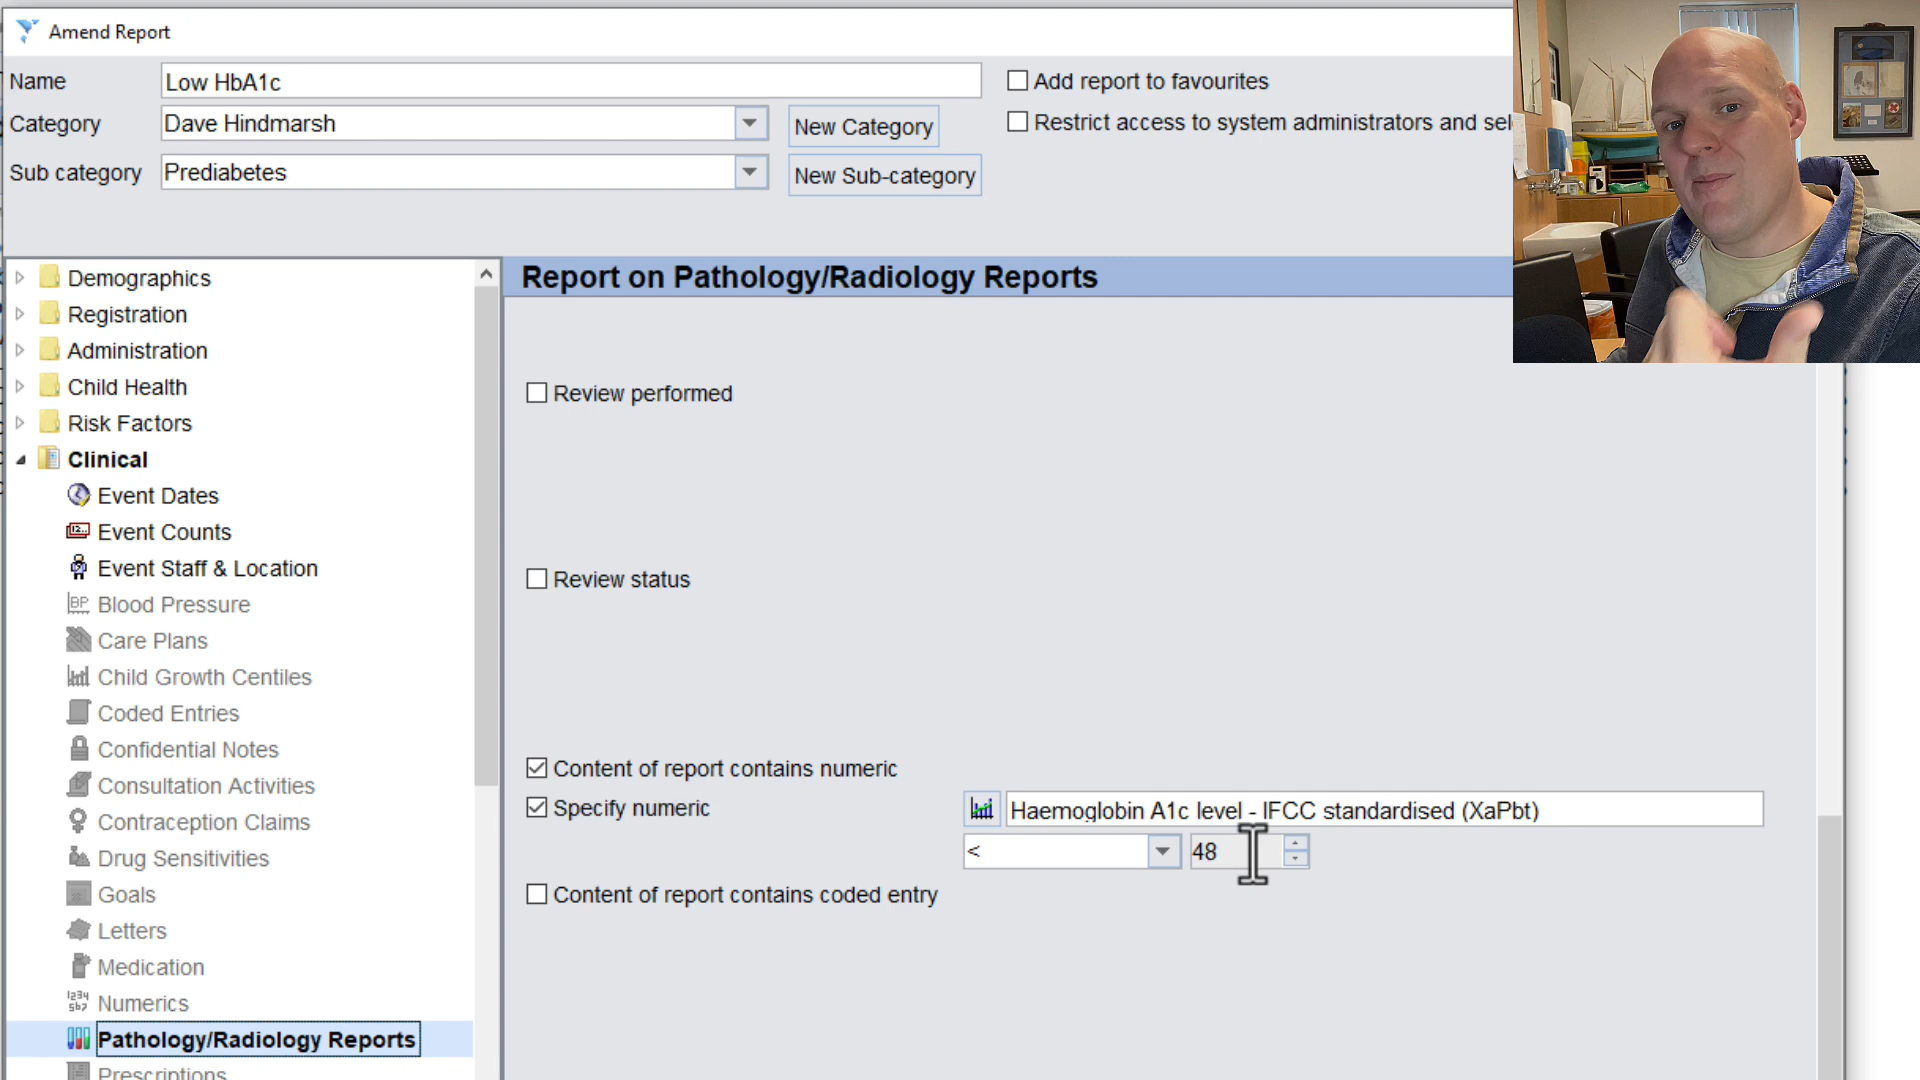 Amend Report
Name
Low HbA1c
Add report to favourites
Category
Dave Hindmarsh
New Category
Restrict access to system administrators and sel
Sub category
Prediabetes
New Sub-category
Demographics
Registration
Administration
Child Health
Risk Factors
Clinical
Event Dates
Event Counts
Event Staff & Location
Blood Pressure
Care Plans
Child Growth Centiles
Coded Entries
Confidential Notes
Consultation Activities
Contraception Claims
Drug Sensitivities
Goals
Letters
Medication
Numerics
Pathology/Radiology Reports
Prescriptions
Report on Pathology/Radiology Reports
Review performed
Review status
Content of report contains numeric
Specify numeric
Haemoglobin A1c level - IFCC standardised (XaPbt)
<
48
Content of report contains coded entry